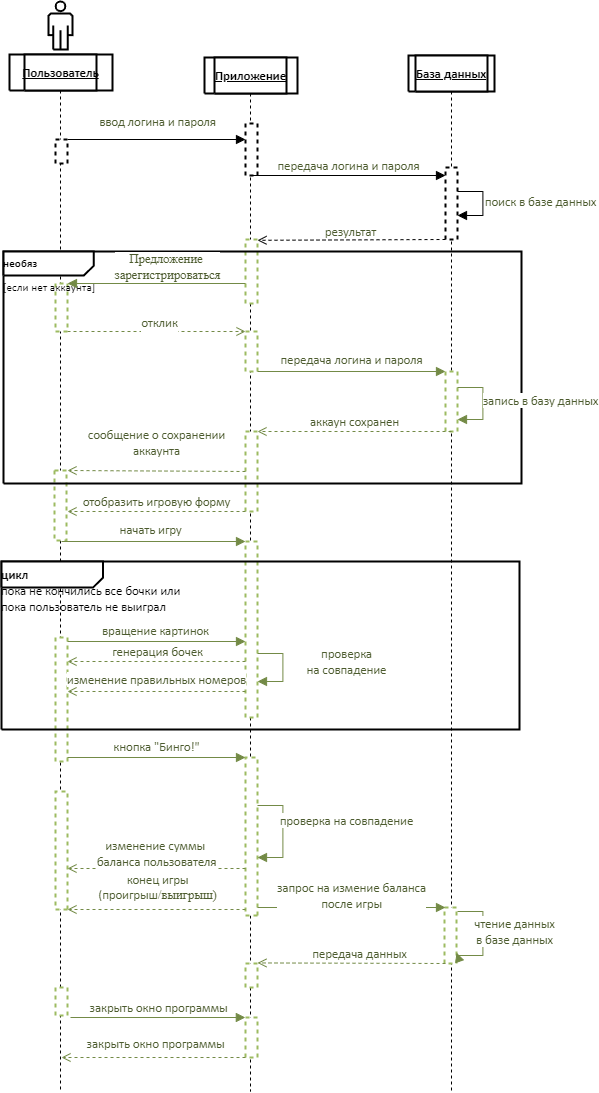 Пользователь
Приложение
База данных
ввод логина и пароля
передача логина и пароля
поиск в базе данных
результат
необяз
[если нет аккаунта]
Предложение
зарегистрироваться
отклик
передача логина и пароля
запись в базу данных
аккаун сохранен
сообщение о сохранении
аккаунта
отобразить игровую форму
начать игру
цикл
пока не кончились все бочки или
пока пользователь не выиграл
вращение картинок
генерация бочек
проверка
на совпадение
изменение правильных номеров
кнопка "Бинго!"
проверка на совпадение
изменение суммы
баланса пользователя
конец игры
(проигрыш/выигрыш)
запрос на измение баланса
после игры
чтение данных
в базе данных
передача данных
закрыть окно программы
закрыть окно программы